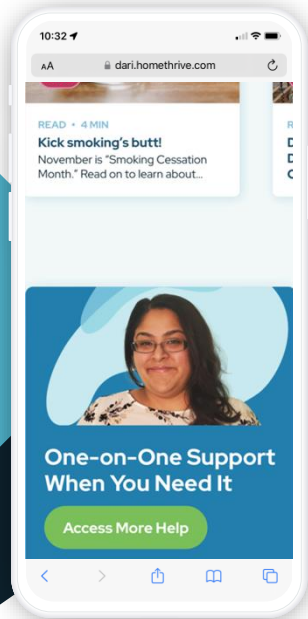 10:32
AA dari.homethrive.com
READ • 4 MIN
Kick smoking's butt!
November is "Smoking Cessation
Month." Read on to learn about...
One-on-One Support
When You Need It
Access More Help